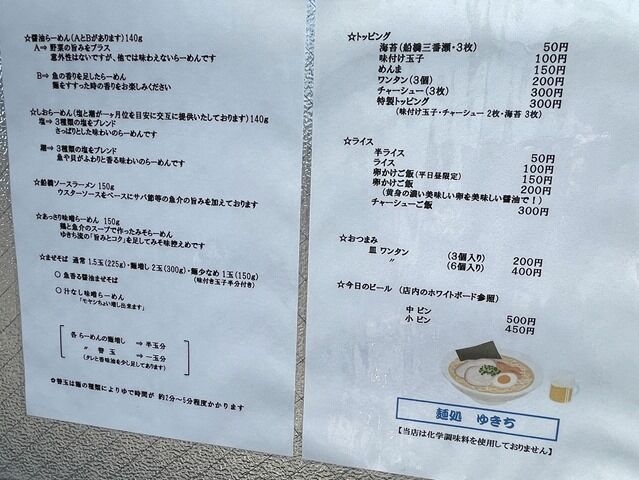 ☆醤油らーめん(AとBがあります)140g
A⇒ 野菜の旨みをプラス
意外性はないですが、他では味わえないらーめんです
B⇒ 魚の香りを足したらーめん
麺をすすった時の香りをお楽しみください
☆しおらーめん(塩と潮が一ヶ月位を目安に交互に提供いたしております)140g
塩⇒ 3種類の塩をブレンド
さっぱりとした味わいのらーめんです
潮⇒ 3種類の塩をブレンド
魚や貝がふわりと香る味わいのらーめんです
☆船橋ソースラーメン 150g
ウスターソースをベースにサバ節等の魚介の旨みを加えております
☆あっさり味噌らーめん 150g
鶏と魚介のスープで作ったみそらーめん
ゆきち流の「旨みとコク」を足してみそ控えめです
☆まぜそば 通常 1.5玉(225g)・麺増し 2玉(300g)・麺少なめ 1玉(150g)
(味付き玉子半分付き)
○魚香る醤油まぜそば
○汁なし味噌らーめん
「モヤシちょい増し出来ます」
各らーめんの麺増し ⇒ 半玉分
〃 替 玉 ⇒ 一玉分
(タレと香味油を少し足してあります)
✿替玉は麺の種類によりゆで時間が 約2分～5分程度かかります
☆トッピング
海苔(船橋三番瀬・3枚) 50円
味付け玉子 100円
めんま 150円
ワンタン(3個) 200円
チャーシュー(3枚) 300円
特製トッピング 300円
(味付け玉子・チャーシュー 2枚・海苔 3枚)
☆ライス
半ライス 50円
ライス 100円
卵かけご飯(平日昼限定) 150円
卵かけご飯 200円
(黄身の濃い美味しい卵を美味しい醤油で!)
チャーシューご飯 300円
☆おつまみ
皿 ワンタン (3個入り) 200円
〃 (6個入り) 400円
☆今日のビール (店内のホワイトボード参照)
中 ビン 500円
小 ビン 450円
麺処 ゆきち
【当店は化学調味料を使用しておりません】